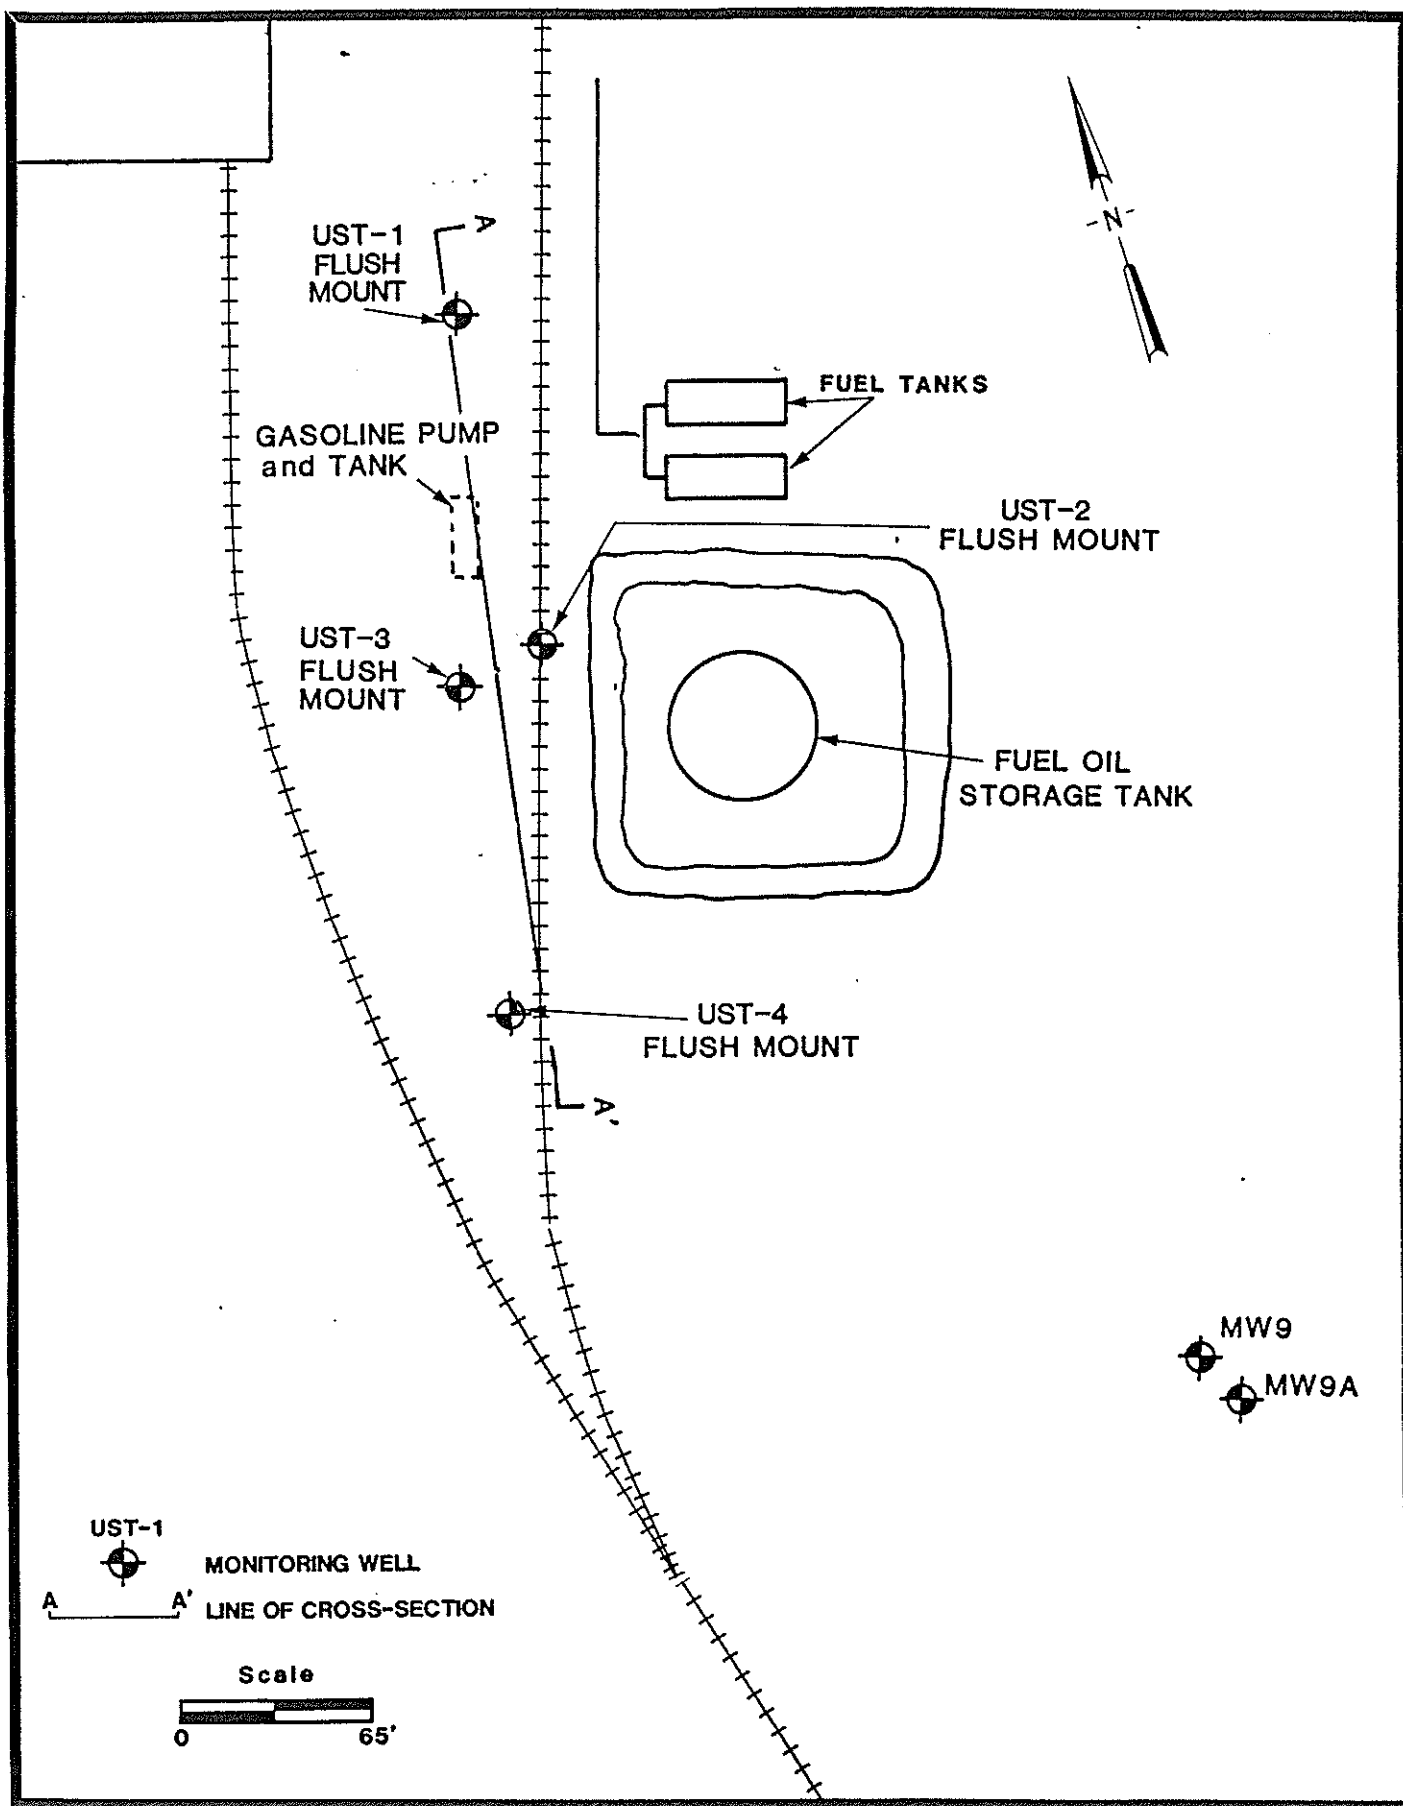 A
UST-1
FLUSH
MOUNT
-N-
FUEL TANKS
GASOLINE PUMP
and TANK
UST-2
FLUSH MOUNT
UST-3
FLUSH
MOUNT
FUEL OIL
STORAGE TANK
UST-4
FLUSH MOUNT
A'
MW9
MW9A
UST-1
MONITORING WELL
A A' LINE OF CROSS-SECTION
Scale
0 65'